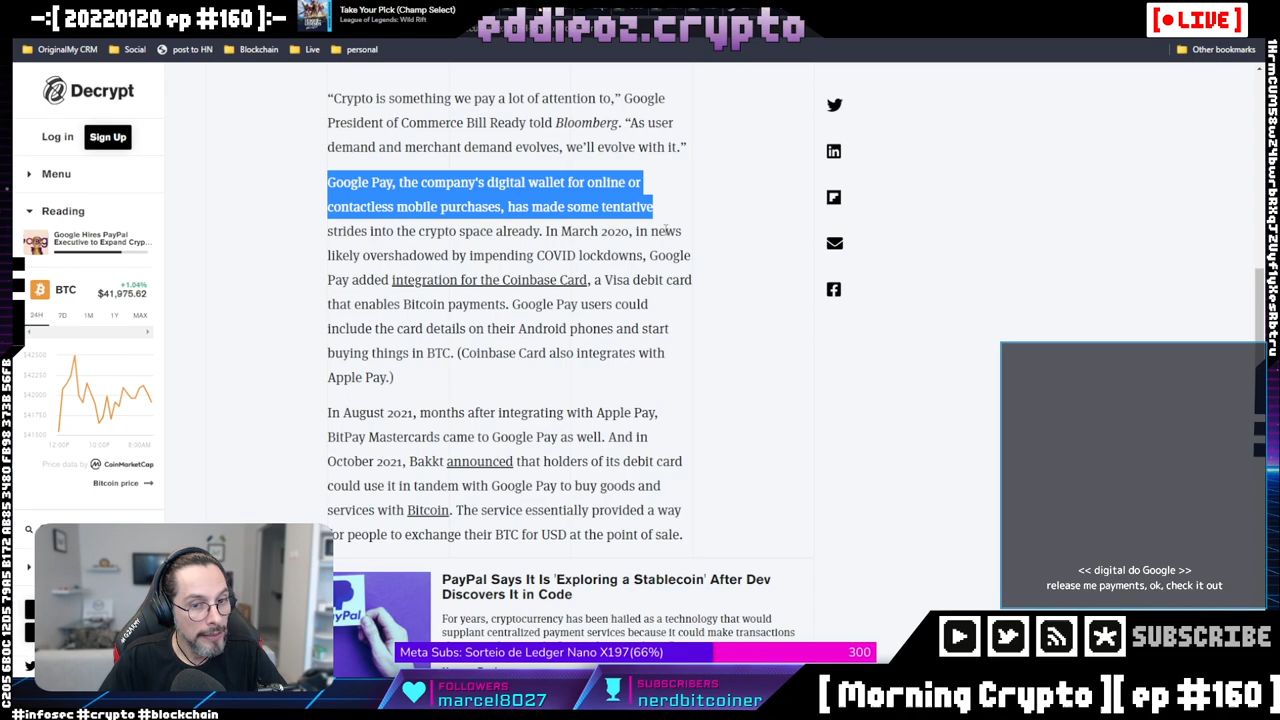 -:[ 20220120 ep #160 ]:-
Take Your Pick (Champ Select)
League of Legends: Wild Rift
eddieoz.crypto
[●LIVE]
OriginalMy CRM
Social
post to HN
Blockchain
Live
personal
Other bookmarks
Decrypt
Log in
Sign Up
Menu
Reading
Google Hires PayPal
Executive to Expand Cryp...
BTC
+1.04%
$41,975.62
24H
7D
1M
1Y
MAX
$42500
$42250
$42000
$41750
$41500
12:00P
10:00P
8:00AM
Price data by CoinMarketCap
Bitcoin price
“Crypto is something we pay a lot of attention to,” Google
President of Commerce Bill Ready told Bloomberg. “As user
demand and merchant demand evolves, we’ll evolve with it.”
Google Pay, the company’s digital wallet for online or
contactless mobile purchases, has made some tentative
strides into the crypto space already. In March 2020, in news
likely overshadowed by impending COVID lockdowns, Google
Pay added integration for the Coinbase Card, a Visa debit card
that enables Bitcoin payments. Google Pay users could
include the card details on their Android phones and start
buying things in BTC. (Coinbase Card also integrates with
Apple Pay.)
In August 2021, months after integrating with Apple Pay,
BitPay Mastercards came to Google Pay as well. And in
October 2021, Bakkt announced that holders of its debit card
could use it in tandem with Google Pay to buy goods and
services with Bitcoin. The service essentially provided a way
for people to exchange their BTC for USD at the point of sale.
PayPal Says It Is 'Exploring a Stablecoin' After Dev
Discovers It in Code
For years, cryptocurrency has been hailed as a technology that would
supplant centralized payment services because it could make transactions
<< digital do Google >>
release me payments, ok, check it out
Meta Subs: Sorteio de Ledger Nano X
197(66%)
300
FOLLOWERS
marcel8027
SUBSCRIBERS
nerdbitcoiner
SUBSCRIBE
[ Morning Crypto ][ ep #160 ]
#infosec #crypto #blockchain